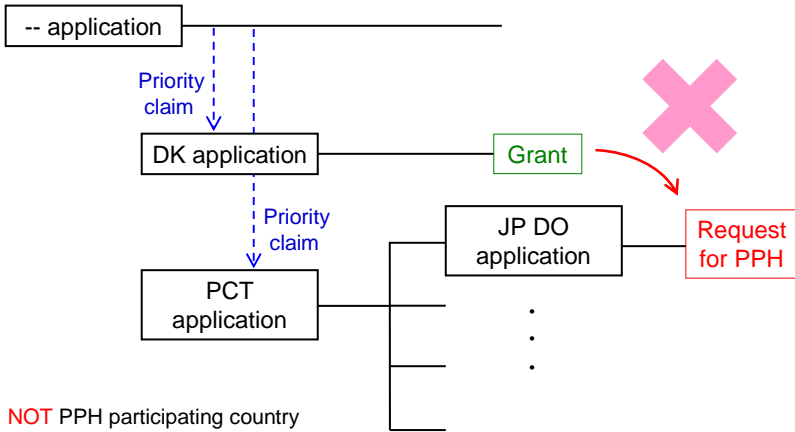 -- application
Priority
claim
DK application
Grant
Priority
claim
JP DO
application
Request
for PPH
PCT
application
NOT PPH participating country